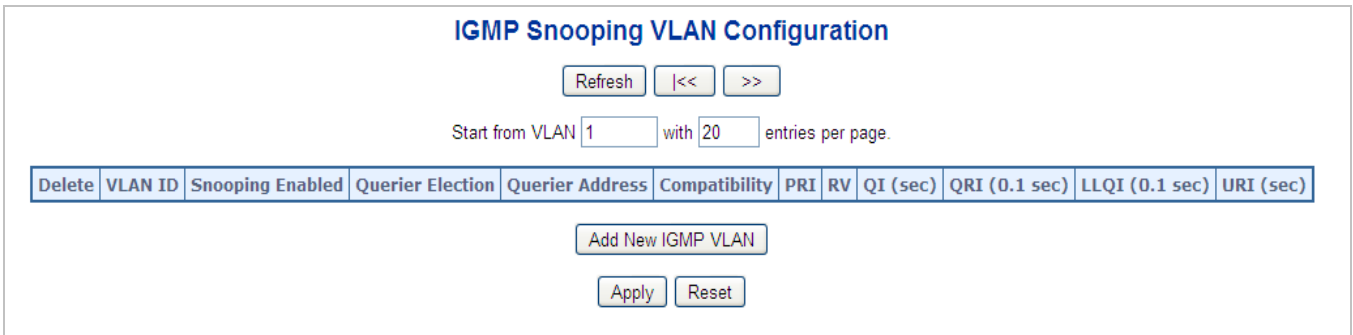 IGMP Snooping VLAN Configuration
Refresh |<< >>
Start from VLAN 1 with 20 entries per page.
Delete VLAN ID Snooping Enabled Querier Election Querier Address Compatibility PRI RV QI (sec) QRI (0.1 sec) LLQI (0.1 sec) URI (sec)
Add New IGMP VLAN
Apply Reset